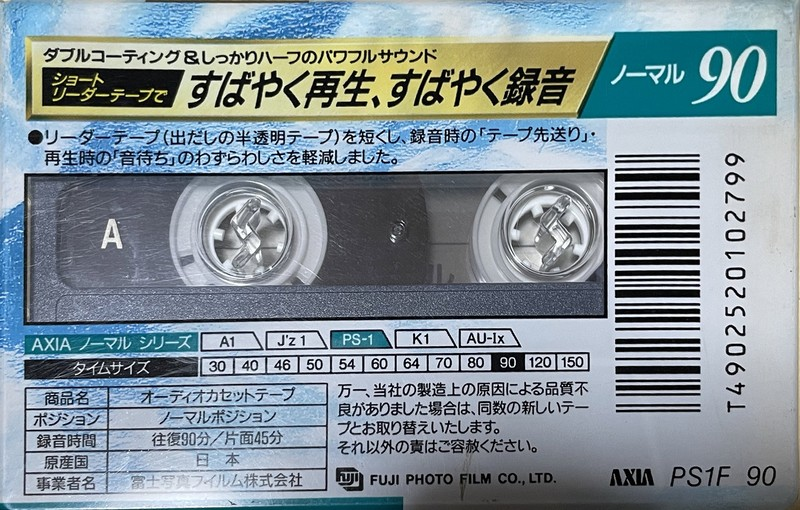 ダブルコーティング&しっかりハーフのパワフルサウンド
ショート
リーダーテープで
すばやく再生、すばやく録音
ノーマル 90
●リーダーテープ(出だしの半透明テープ)を短くし、録音時の「テープ先送り」・
再生時の「音待ち」のわずらわしさを軽減しました。
A
T4902520102799
AXIA ノーマル シリーズ A1 J'z 1 PS-1 K1 AU-Ix
タイムサイズ 30 40 46 50 54 60 64 70 80 90 120 150
商品名 オーディオカセットテープ
ポジション ノーマルポジション
録音時間 往復90分/片面45分
原産国 日本
事業者名 富士写真フイルム株式会社
万一、当社の製造上の原因による品質不
良がありました場合は、同数の新しいテー
プとお取り替えいたします。
それ以外の責はご容赦ください。
FUJI FUJI PHOTO FILM CO., LTD.
AXIA PS1F 90